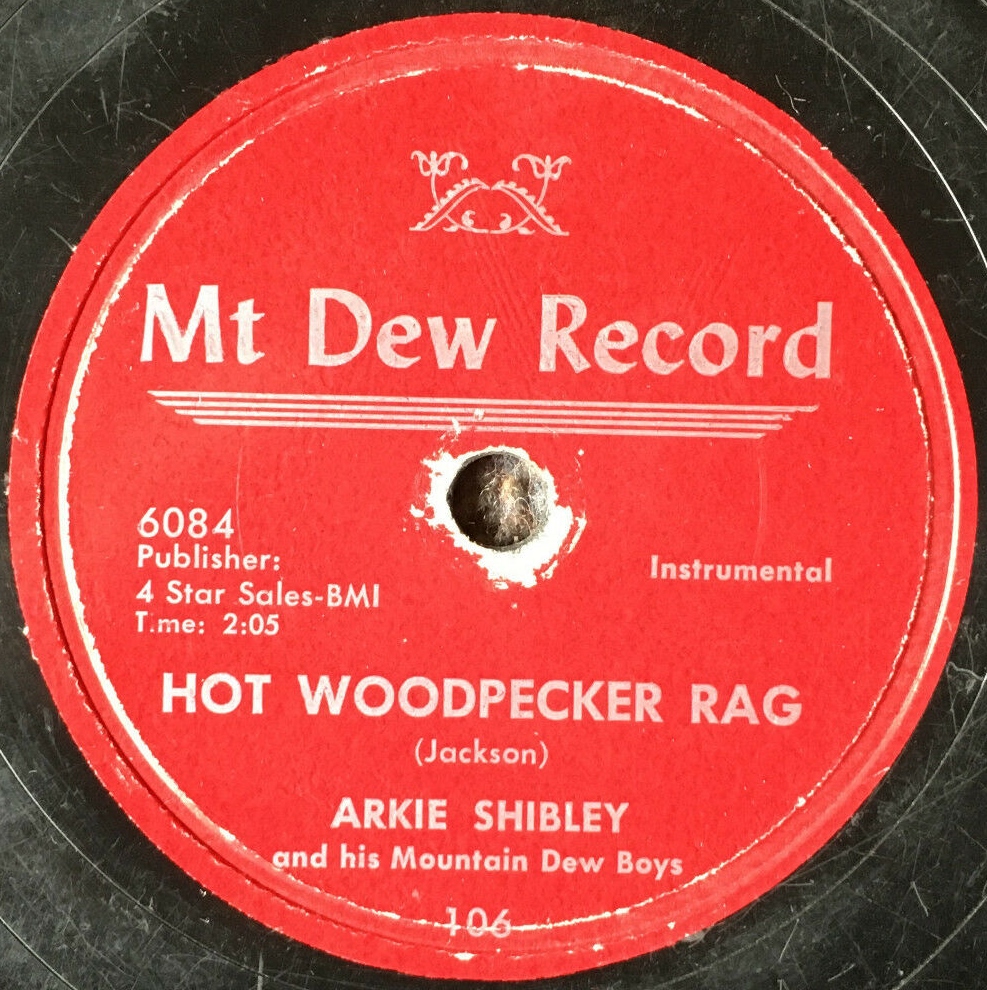 Mt Dew Record
6084
Publisher:
4 Star Sales-BMI
Time: 2:05
Instrumental
HOT WOODPECKER RAG
(Jackson)
ARKIE SHIBLEY
and his Mountain Dew Boys
106